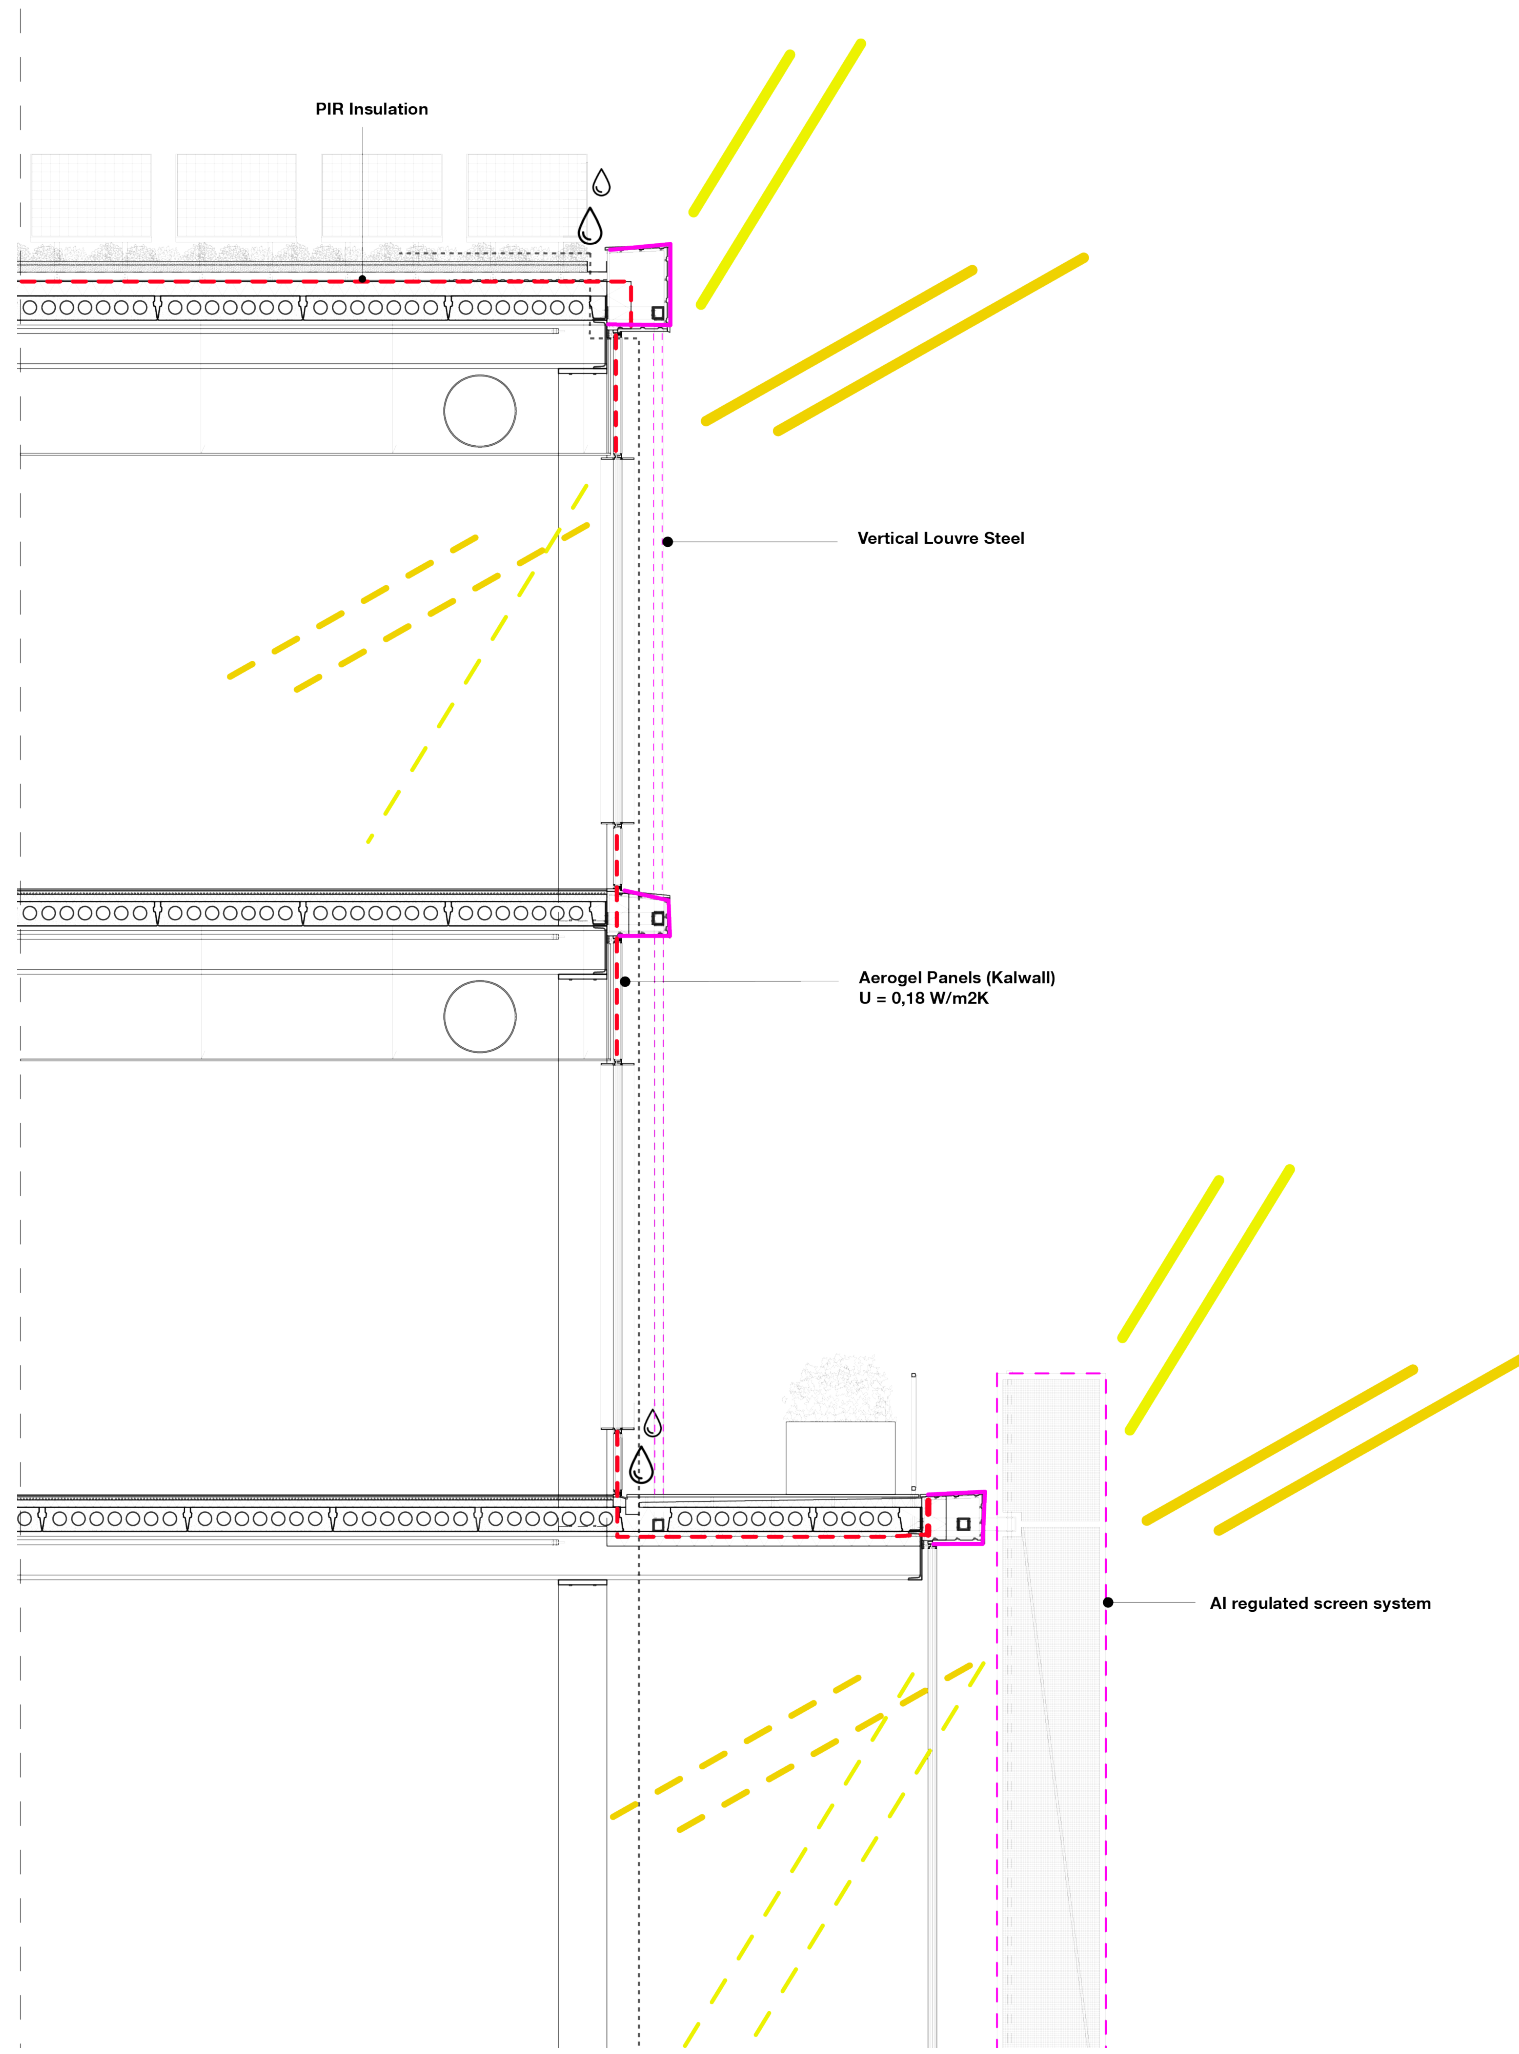 PIR Insulation
Vertical Louvre Steel
Aerogel Panels (Kalwall)
U = 0,18 W/m2K
AI regulated screen system